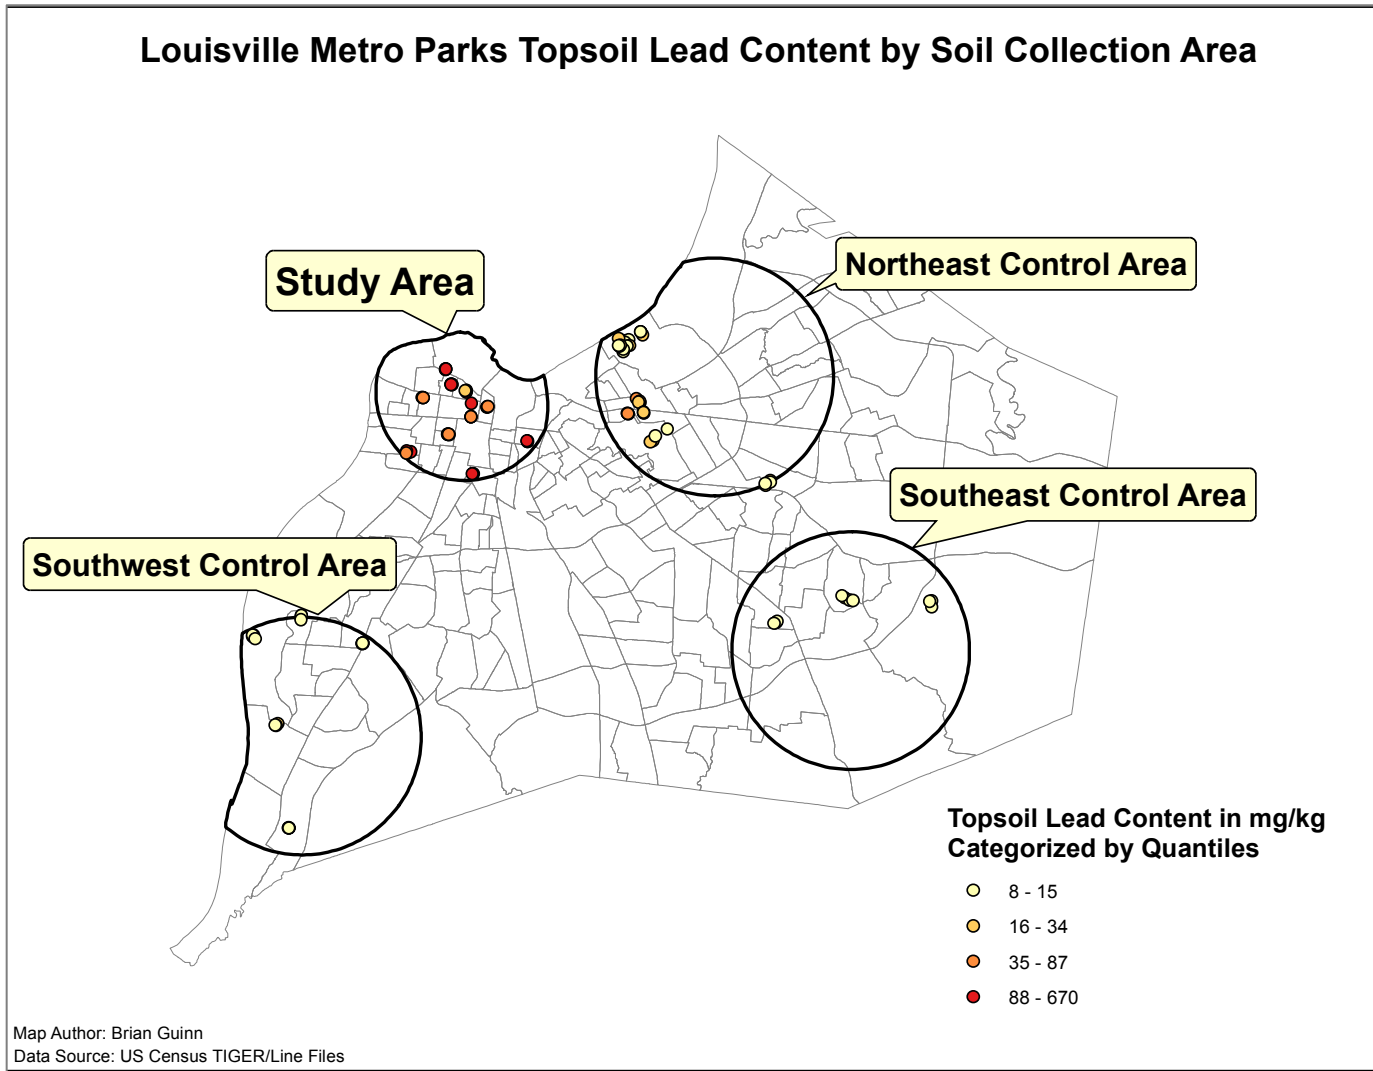 Louisville Metro Parks Topsoil Lead Content by Soil Collection Area
Study Area
Northeast Control Area
Southeast Control Area
Southwest Control Area
Topsoil Lead Content in mg/kg
Categorized by Quantiles
8 - 15
16 - 34
35 - 87
88 - 670
Map Author: Brian Guinn
Data Source: US Census TIGER/Line Files